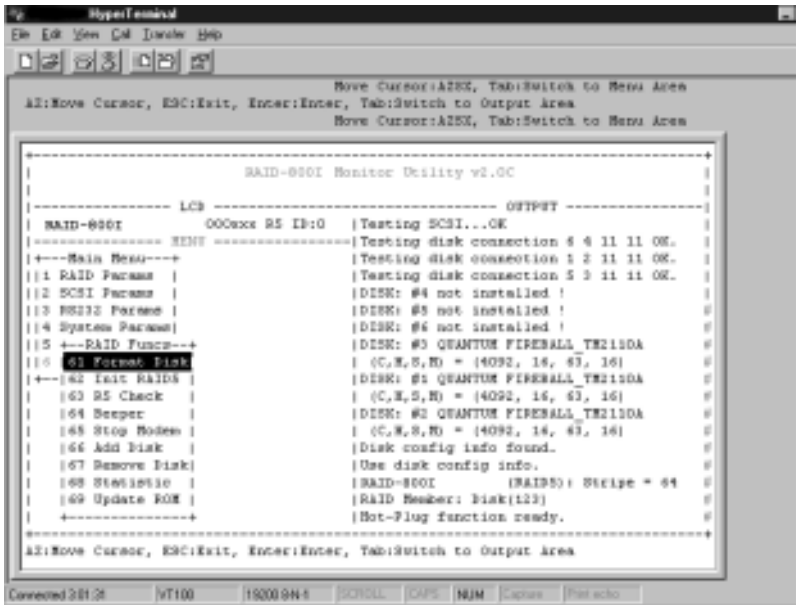 HyperTerminal
File Edit View Call Transfer Help
Move Cursor:AZSX, Tab:Switch to Menu Area
AZ:Move Cursor, ESC:Exit, Enter:Enter, Tab:Switch to Output Area
Move Cursor:AZSX, Tab:Switch to Menu Area
RAID-800I Monitor Utility v2.0C
LCD OUTPUT
RAID-800I 000xxx R5 ID:0 |Testing SCSI...OK
MENU |Testing disk connection 6 4 11 11 OK.
+---Main Menu---+ |Testing disk connection 1 2 11 11 OK.
||1 RAID Params | |Testing disk connection 5 3 11 11 OK.
||2 SCSI Params | |DISK: #4 not installed !
||3 RS232 Params | |DISK: #5 not installed !
||4 System Params| |DISK: #6 not installed !
||5 +--RAID Funcs--+ |DISK: #3 QUANTUM FIREBALL_TM2110A
||6 61 Format Disk | (C,H,S,M) = (4092, 16, 63, 16)
|+--|62 Init RAID5 | |DISK: #1 QUANTUM FIREBALL_TM2110A
|63 R5 Check | | (C,H,S,M) = (4092, 16, 63, 16)
|64 Beeper | |DISK: #2 QUANTUM FIREBALL_TM2110A
|65 Stop Modem | | (C,H,S,M) = (4092, 16, 63, 16)
|66 Add Disk | |Disk config info found.
|67 Remove Disk| |Use disk config info.
|68 Statistic | |RAID-800I (RAID5): Stripe = 64
|69 Update ROM | |RAID Member: Disk(123)
+--------------+ |Hot-Plug function ready.
AZ:Move Cursor, ESC:Exit, Enter:Enter, Tab:Switch to Output Area
Connected 3:01:31 VT100 19200 8-N-1 SCROLL CAPS NUM Capture Print echo